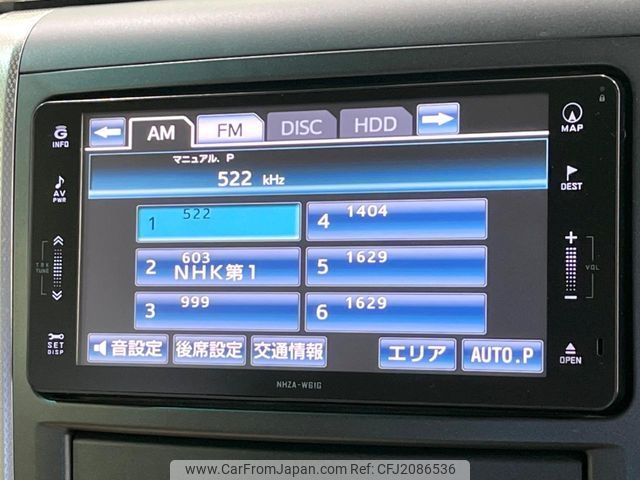 G
INFO
AM
FM
DISC
HDD
MAP
マニュアル. P
522 kHz
AV
PWR
DEST
1 522
4 1404
2 603
NHK第1
5 1629
3 999
6 1629
TRK
TUNE
+
VOL
−
SET
DISP
音設定
後席設定
交通情報
エリア
AUTO.P
OPEN
NHZA-W61G
www.CarFromJapan.com | Ref: CFJ2086536